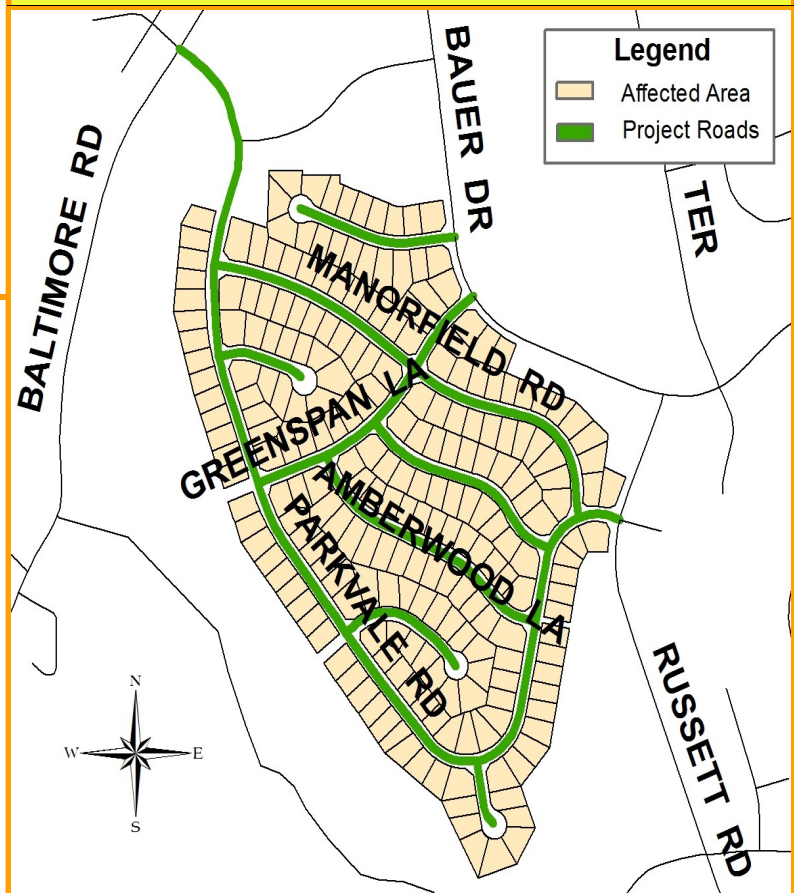 Legend
Affected Area
Project Roads
BAUER DR
TER
BALTIMORE RD
MANORFIELD RD
GREENSPAN LA
AMBERWOOD LA
PARKVALE RD
RUSSETT RD
N
W
E
S